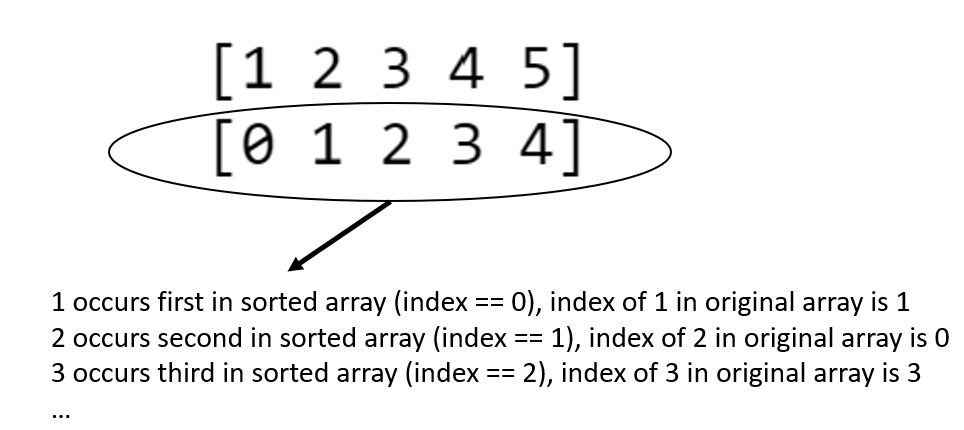 [1 2 3 4 5]
[0 1 2 3 4]
1 occurs first in sorted array (index == 0), index of 1 in original array is 1
2 occurs second in sorted array (index == 1), index of 2 in original array is 0
3 occurs third in sorted array (index == 2), index of 3 in original array is 3
...